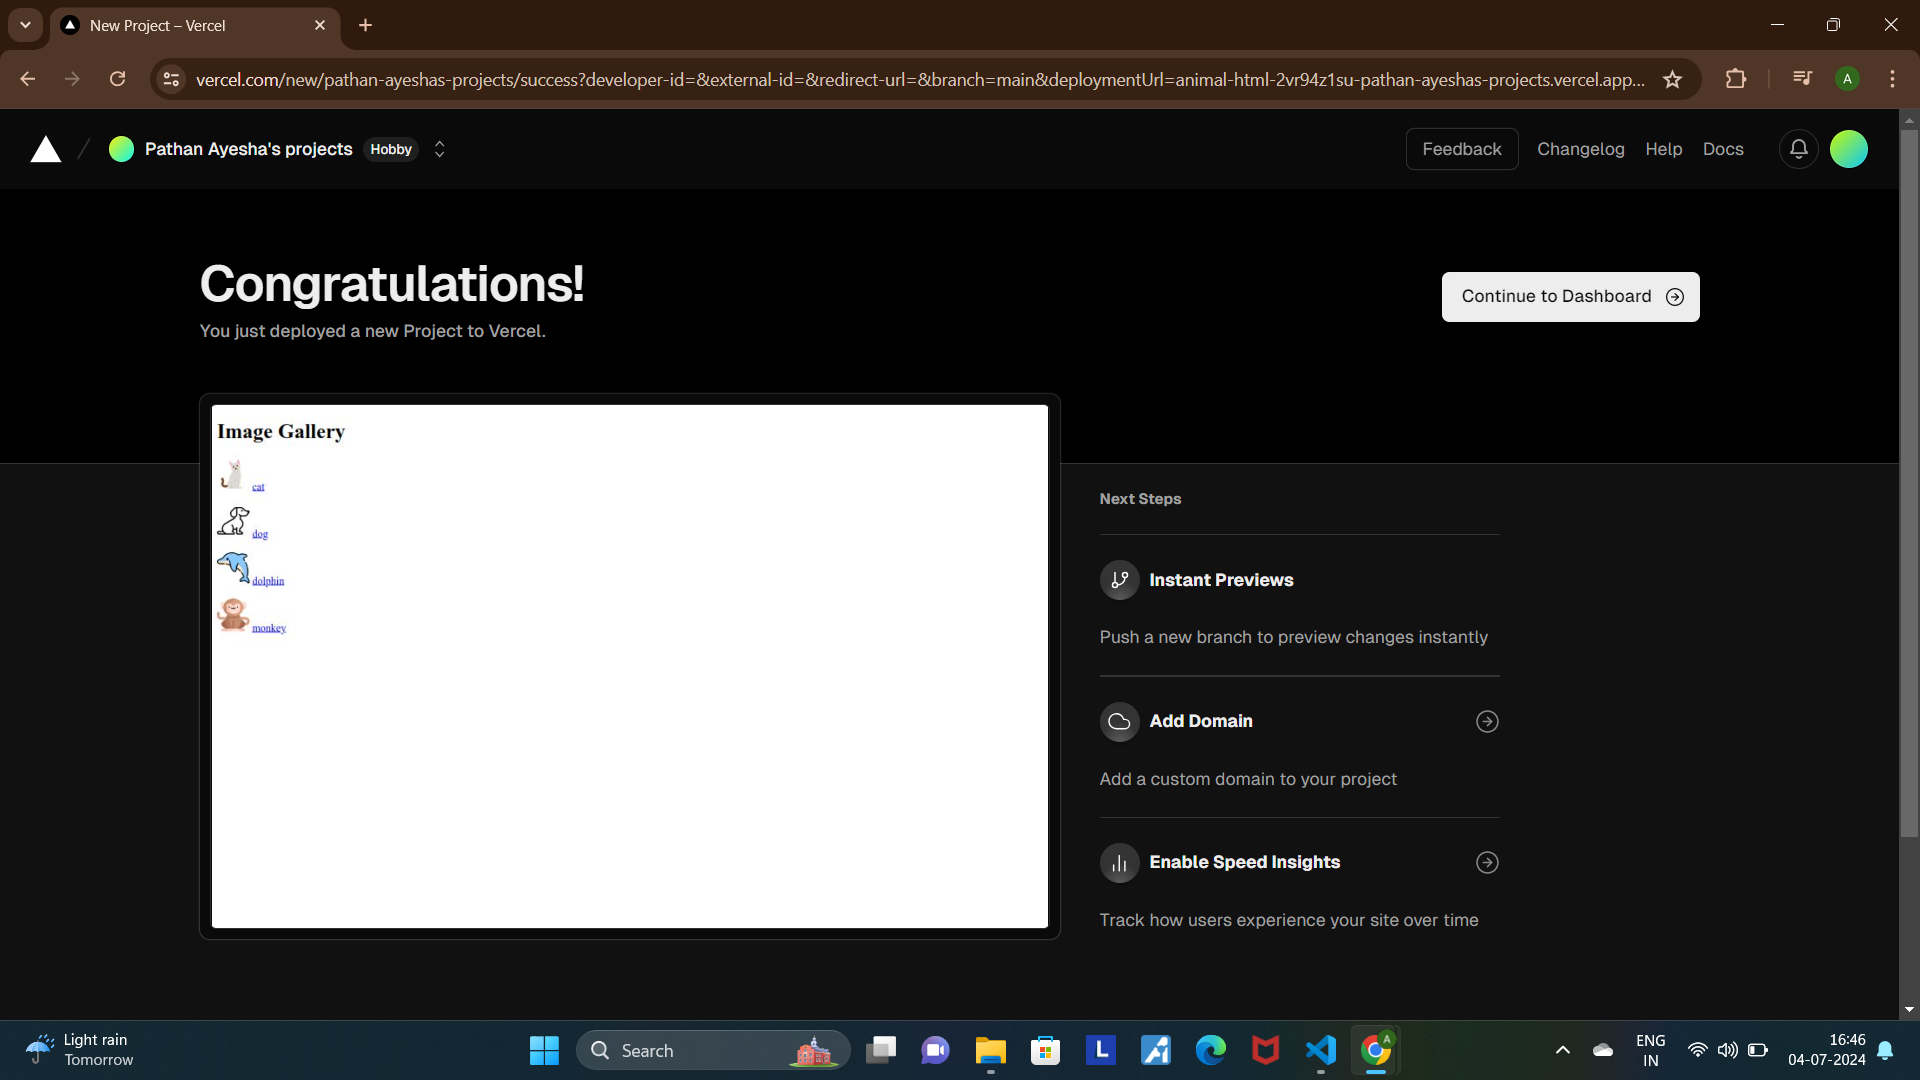 New Project – Vercel
vercel.com/new/pathan-ayeshas-projects/success?developer-id=&external-id=&redirect-url=&branch=main&deploymentUrl=animal-html-2vr94z1su-pathan-ayeshas-projects.vercel.app...
A
Pathan Ayesha's projects Hobby
Feedback Changelog Help Docs
Congratulations!
You just deployed a new Project to Vercel.
Continue to Dashboard
Image Gallery
cat
dog
dolphin
monkey
Next Steps
Instant Previews
Push a new branch to preview changes instantly
Add Domain
Add a custom domain to your project
Enable Speed Insights
Track how users experience your site over time
Light rain
Tomorrow
Search
L
A
ENG
IN
16:46
04-07-2024